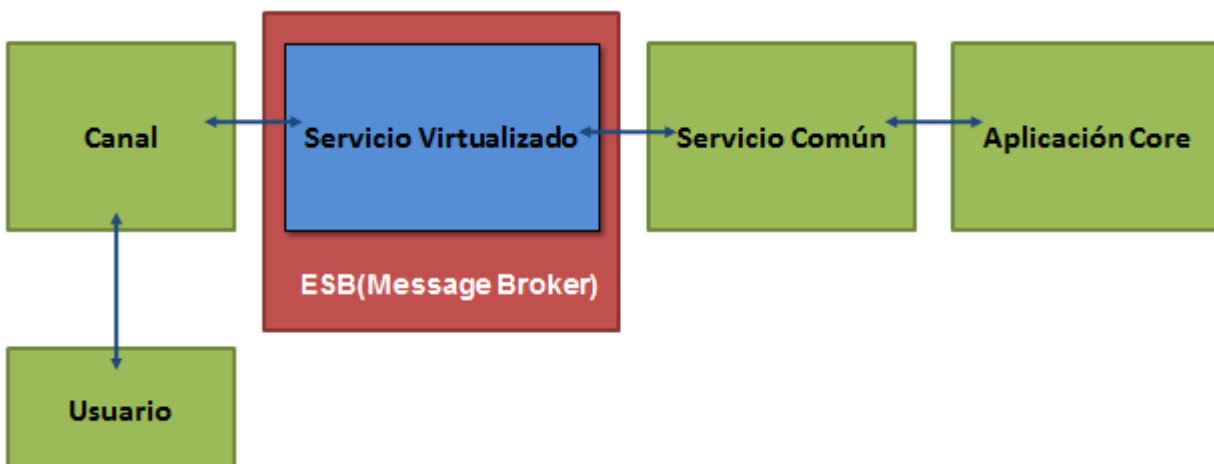 Canal
Servicio Virtualizado
Servicio Común
Aplicación Core
ESB(Message Broker)
Usuario